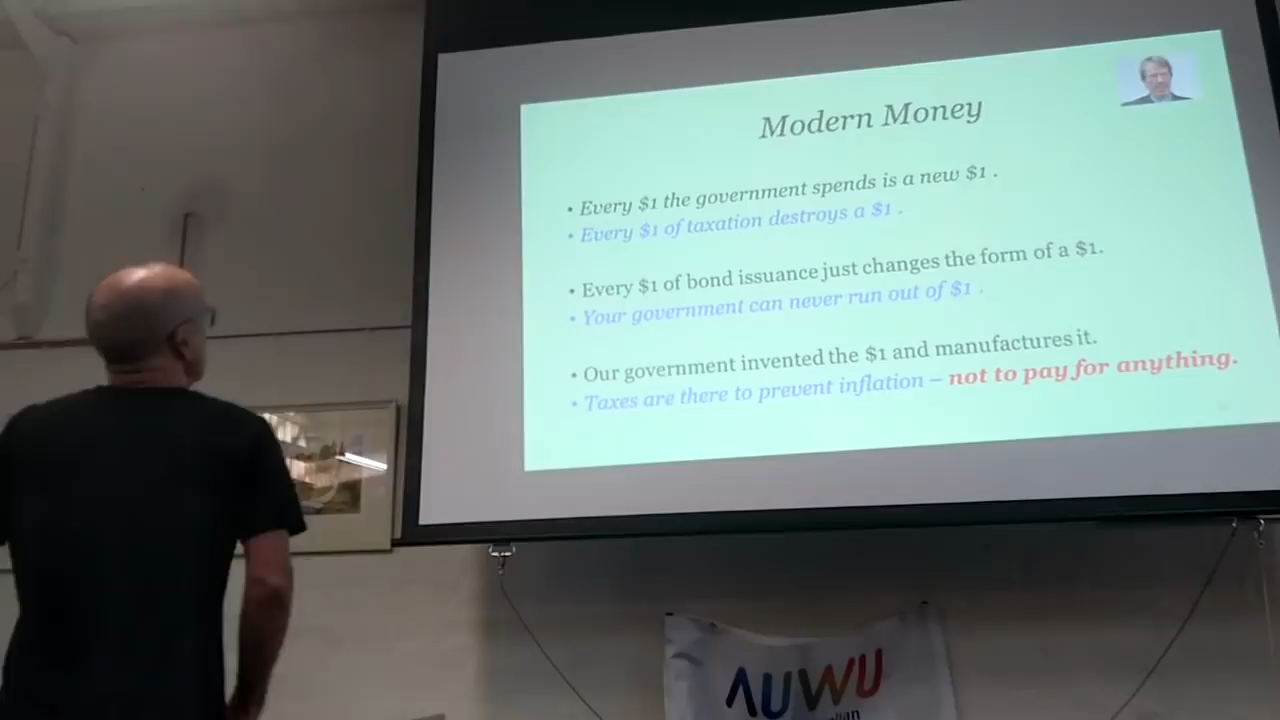 Modern Money
• Every $1 the government spends is a new $1 .
• Every $1 of taxation destroys a $1 .
• Every $1 of bond issuance just changes the form of a $1.
• Your government can never run out of $1 .
• Our government invented the $1 and manufactures it.
• Taxes are there to prevent inflation – not to pay for anything.
AUWU